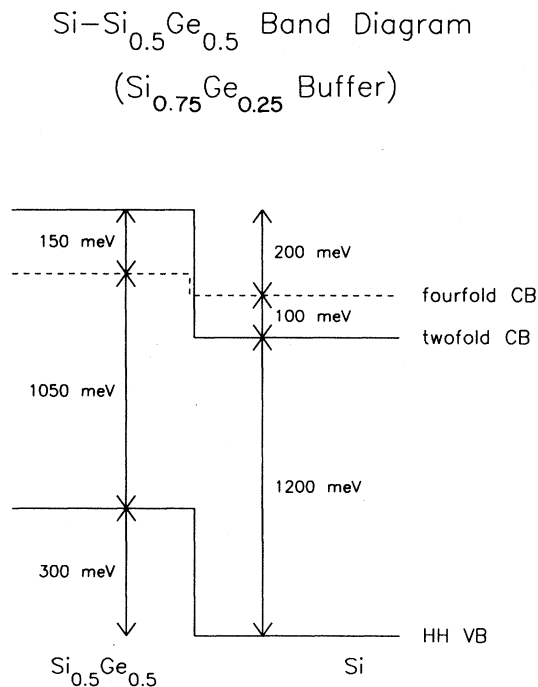 Si–Si0.5Ge0.5 Band Diagram
(Si0.75Ge0.25 Buffer)
150 meV
200 meV
fourfold CB
100 meV
twofold CB
1050 meV
1200 meV
300 meV
HH VB
Si0.5Ge0.5
Si